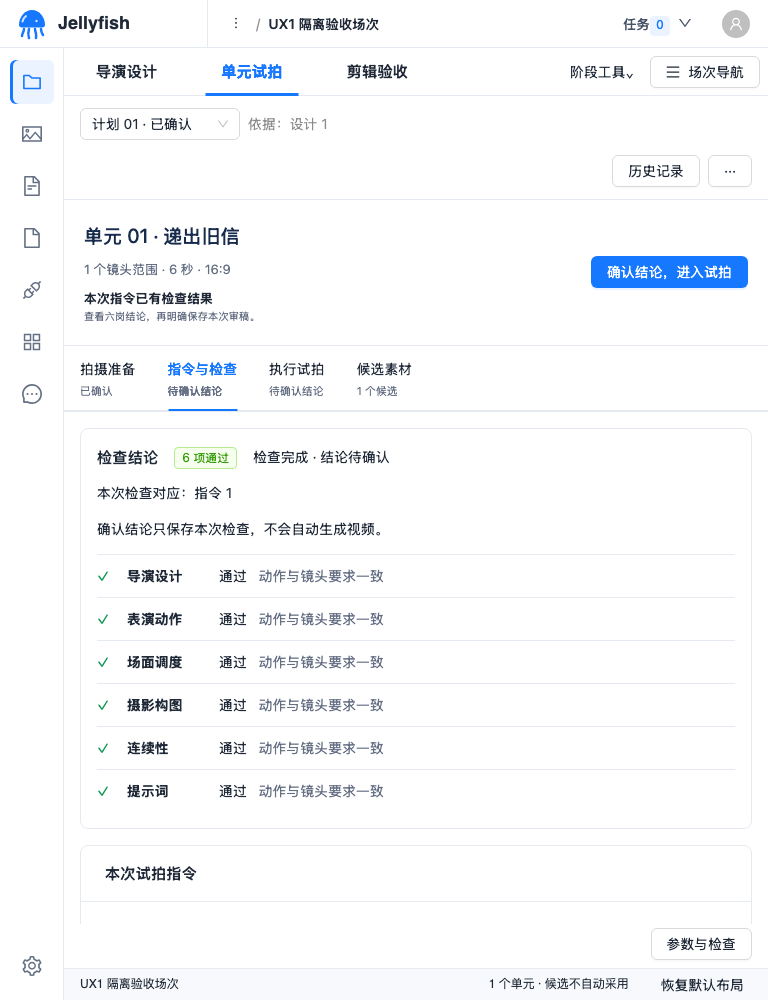 Jellyfish
/ UX1 隔离验收场次
任务 0
导演设计
单元试拍
剪辑验收
阶段工具
场次导航
计划 01 · 已确认
依据：设计 1
历史记录
...
单元 01 · 递出旧信
1 个镜头范围 · 6 秒 · 16:9
本次指令已有检查结果
查看六岗结论，再明确保存本次审稿。
确认结论，进入试拍
拍摄准备
已确认
指令与检查
待确认结论
执行试拍
待确认结论
候选素材
1 个候选
检查结论 6 项通过 检查完成 · 结论待确认
本次检查对应：指令 1
确认结论只保存本次检查，不会自动生成视频。
导演设计 通过 动作与镜头要求一致
表演动作 通过 动作与镜头要求一致
场面调度 通过 动作与镜头要求一致
摄影构图 通过 动作与镜头要求一致
连续性 通过 动作与镜头要求一致
提示词 通过 动作与镜头要求一致
本次试拍指令
参数与检查
UX1 隔离验收场次
1 个单元 · 候选不自动采用
恢复默认布局